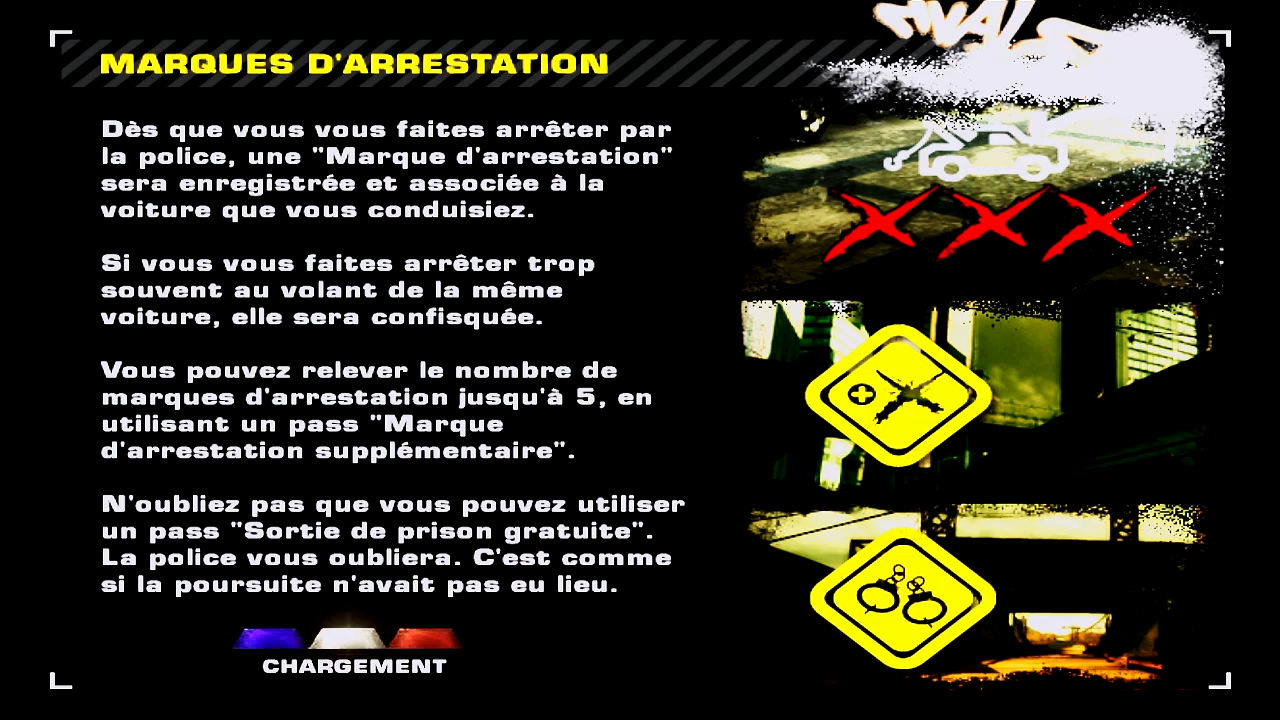 MARQUES D'ARRESTATION
Dès que vous vous faites arrêter par
la police, une "Marque d'arrestation"
sera enregistrée et associée à la
voiture que vous conduisiez.
Si vous vous faites arrêter trop
souvent au volant de la même
voiture, elle sera confisquée.
Vous pouvez relever le nombre de
marques d'arrestation jusqu'à 5, en
utilisant un pass "Marque
d'arrestation supplémentaire".
N'oubliez pas que vous pouvez utiliser
un pass "Sortie de prison gratuite".
La police vous oubliera. C'est comme
si la poursuite n'avait pas eu lieu.
CHARGEMENT